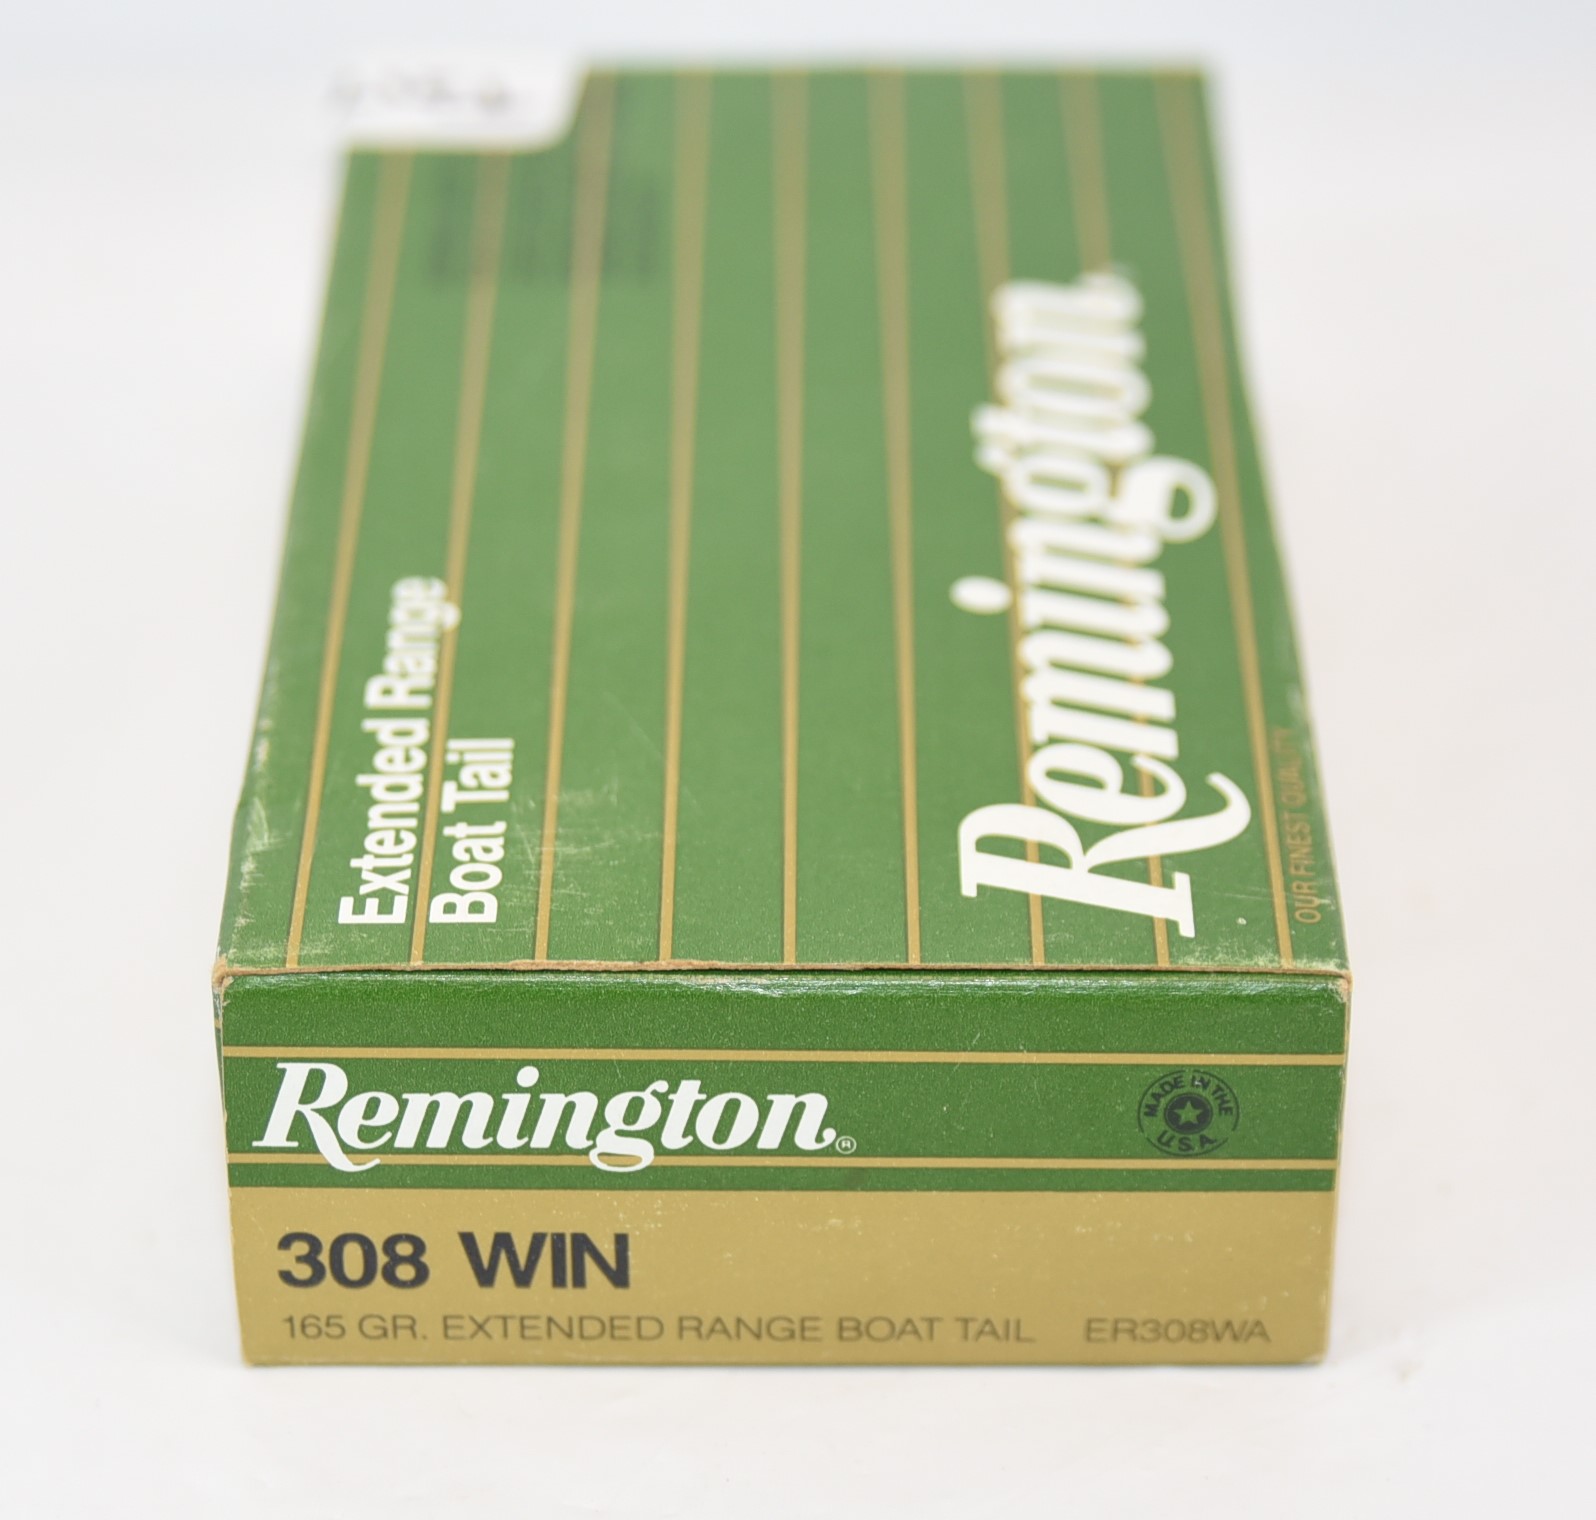 Extended Range
Boat Tail
Remington
OUR FINEST QUALITY
Remington®
MADE IN THE
U.S.A.
308 WIN
165 GR. EXTENDED RANGE BOAT TAIL ER308WA